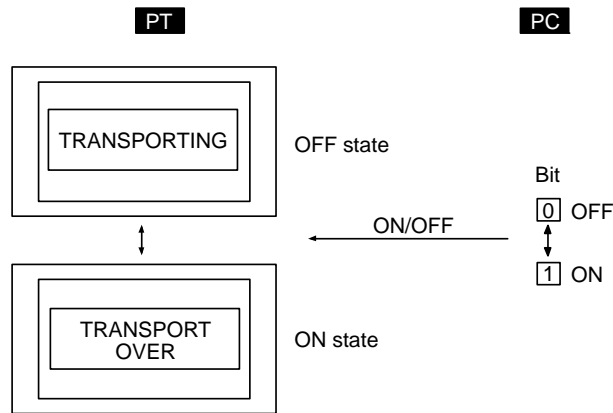 PT
PC
TRANSPORTING
OFF state
Bit
0 OFF
ON/OFF
1 ON
TRANSPORT
OVER
ON state